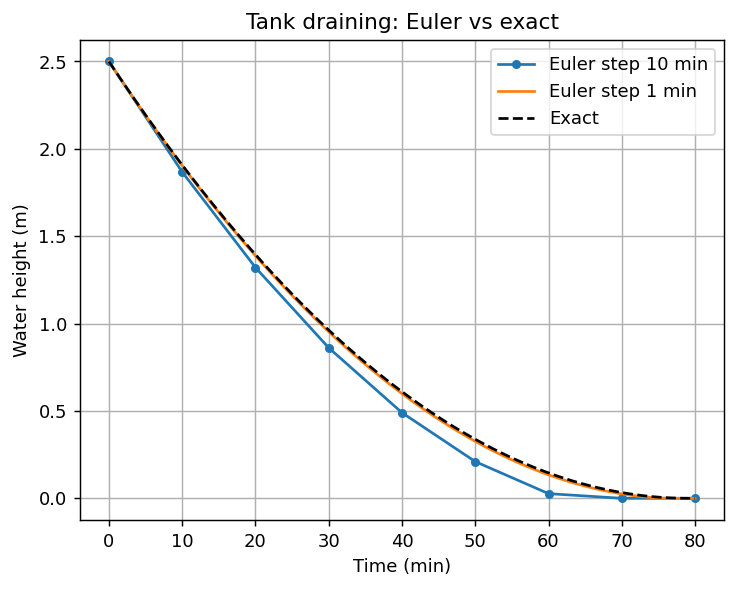 Tank draining: Euler vs exact
Euler step 10 min
Euler step 1 min
Exact
Water height (m)
2.5
2.0
1.5
1.0
0.5
0.0
0 10 20 30 40 50 60 70 80
Time (min)